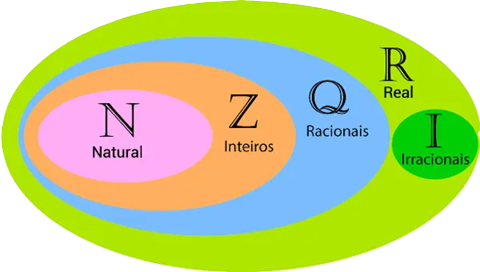 N
Natural
Z
Inteiros
Q
Racionais
R
Real
I
Irracionais